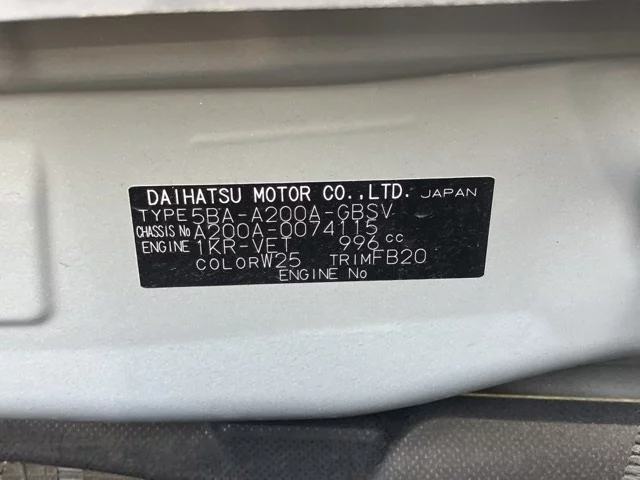 DAIHATSU MOTOR CO.,LTD. JAPAN
TYPE 5BA-A200A-GBSV
CHASSIS No A200A-0074115
ENGINE 1KR-VET 996 cc
COLOR W25 TRIM FB20
ENGINE No